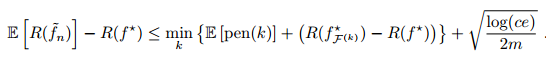 𝔼 [R(f̃ₙ)] − R(f⋆) ≤ min_k {𝔼 [pen(k)] + (R(f⋆_{ℱ(k)}) − R(f⋆))} + √(log(ce) / 2m) .